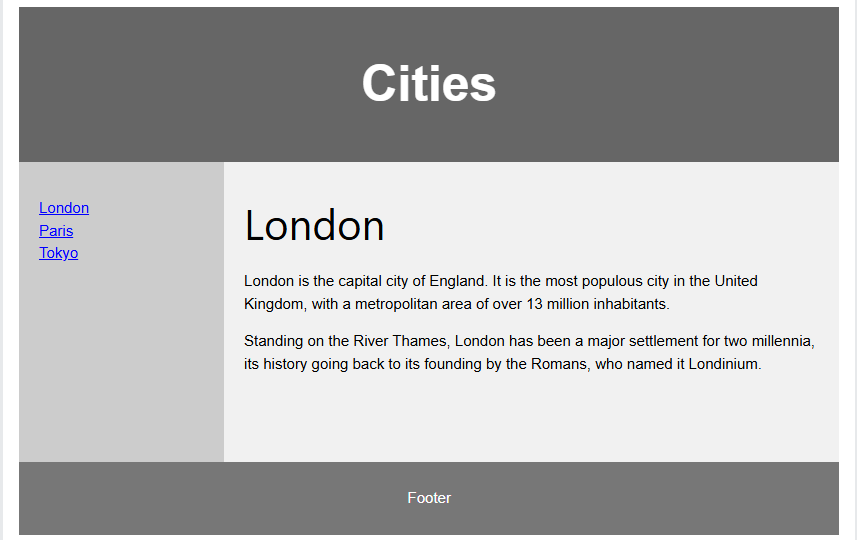 Cities
London
Paris
Tokyo
London
London is the capital city of England. It is the most populous city in the United
Kingdom, with a metropolitan area of over 13 million inhabitants.
Standing on the River Thames, London has been a major settlement for two millennia,
its history going back to its founding by the Romans, who named it Londinium.
Footer